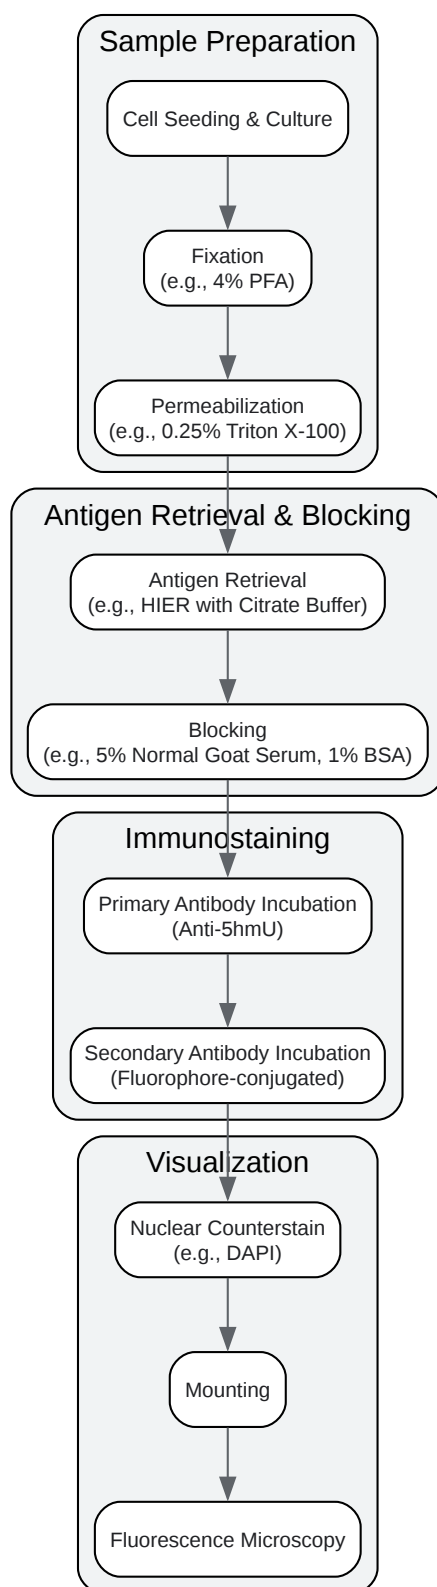 Sample Preparation
Cell Seeding & Culture
Fixation
(e.g., 4% PFA)
Permeabilization
(e.g., 0.25% Triton X-100)
Antigen Retrieval & Blocking
Antigen Retrieval
(e.g., HIER with Citrate Buffer)
Blocking
(e.g., 5% Normal Goat Serum, 1% BSA)
Immunostaining
Primary Antibody Incubation
(Anti-5hmU)
Secondary Antibody Incubation
(Fluorophore-conjugated)
Visualization
Nuclear Counterstain
(e.g., DAPI)
Mounting
Fluorescence Microscopy